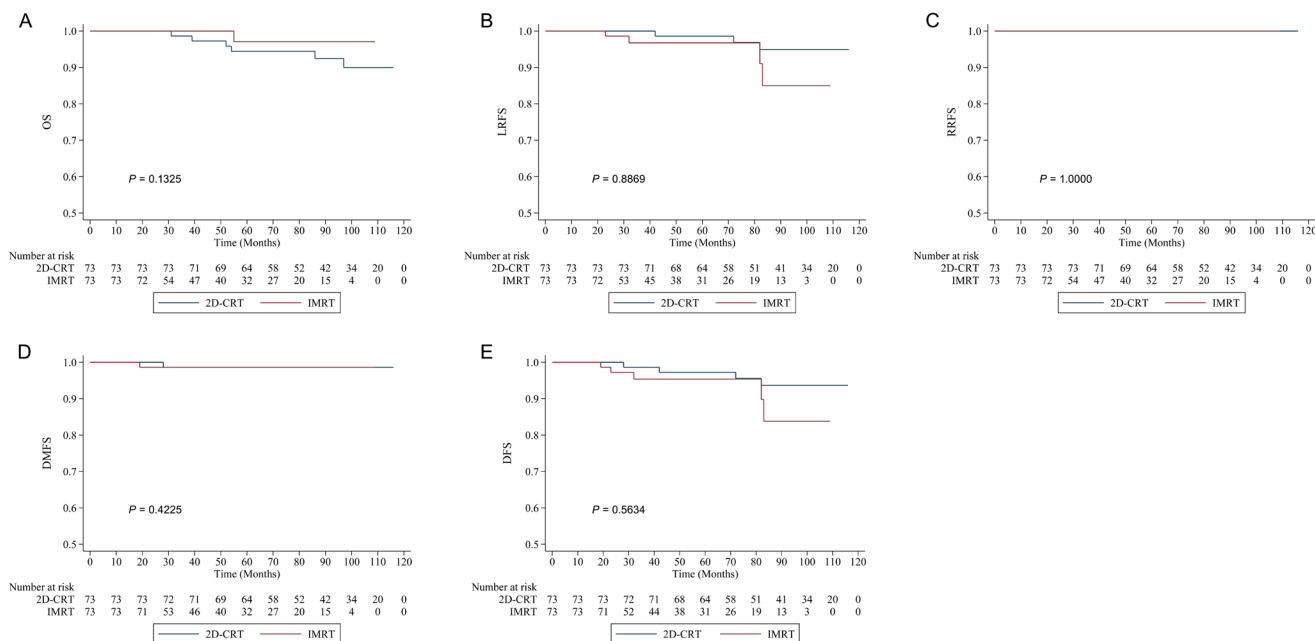 A
1.0
0.9
0.8
0.7
0.6
0.5
OS
P = 0.1325
0 10 20 30 40 50 60 70 80 90 100 110 120
Time (Months)
Number at risk
2D-CRT 73 73 73 73 71 69 64 58 52 42 34 20 0
IMRT 73 73 72 54 47 40 32 27 20 15 4 0 0
2D-CRT IMRT
B
1.0
0.9
0.8
0.7
0.6
0.5
LRFS
P = 0.8869
0 10 20 30 40 50 60 70 80 90 100 110 120
Time (Months)
Number at risk
2D-CRT 73 73 73 73 71 68 64 58 51 41 34 20 0
IMRT 73 73 72 53 45 38 31 26 19 13 3 0 0
2D-CRT IMRT
C
1.0
0.9
0.8
0.7
0.6
0.5
RRFS
P = 1.0000
0 10 20 30 40 50 60 70 80 90 100 110 120
Time (Months)
Number at risk
2D-CRT 73 73 73 73 71 69 64 58 52 42 34 20 0
IMRT 73 73 72 54 47 40 32 27 20 15 4 0 0
2D-CRT IMRT
D
1.0
0.9
0.8
0.7
0.6
0.5
DMFS
P = 0.4225
0 10 20 30 40 50 60 70 80 90 100 110 120
Time (Months)
Number at risk
2D-CRT 73 73 73 72 71 68 64 58 52 42 34 20 0
IMRT 73 73 71 53 46 40 32 27 20 15 4 0 0
2D-CRT IMRT
E
1.0
0.9
0.8
0.7
0.6
0.5
DFS
P = 0.5634
0 10 20 30 40 50 60 70 80 90 100 110 120
Time (Months)
Number at risk
2D-CRT 73 73 73 72 71 68 64 58 51 41 34 20 0
IMRT 73 73 71 52 44 38 31 26 19 13 3 0 0
2D-CRT IMRT